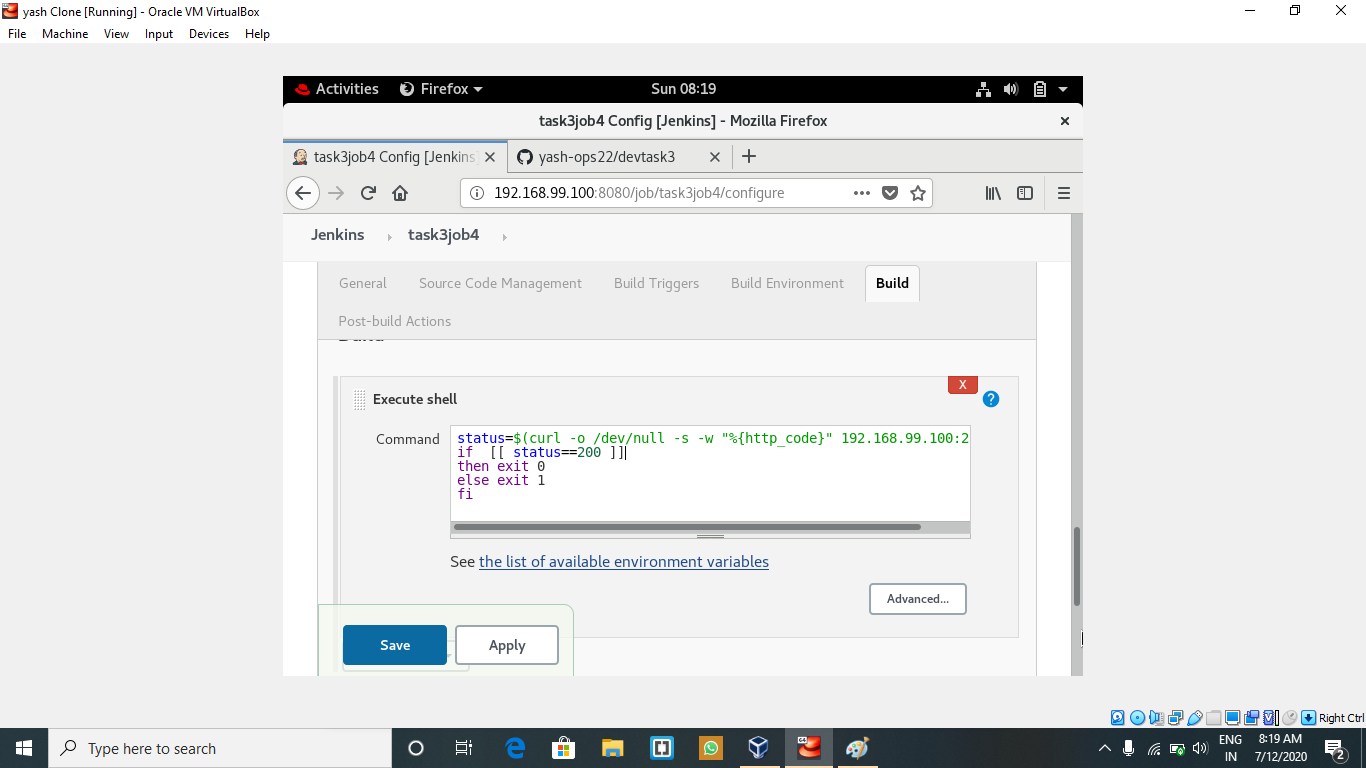 yash Clone [Running] - Oracle VM VirtualBox
File Machine View Input Devices Help
Activities Firefox Sun 08:19
task3job4 Config [Jenkins] - Mozilla Firefox
task3job4 Config [Jenkins] yash-ops22/devtask3
192.168.99.100:8080/job/task3job4/configure
Jenkins task3job4
General Source Code Management Build Triggers Build Environment Build
Post-build Actions
Build
Execute shell X ?
Command
status=$(curl -o /dev/null -s -w "%{http_code}" 192.168.99.100:2
if  [[ status==200 ]]
then exit 0
else exit 1
fi
See the list of available environment variables
Advanced...
Save Apply
Right Ctrl
Type here to search
ENG 8:19 AM
IN 7/12/2020 2